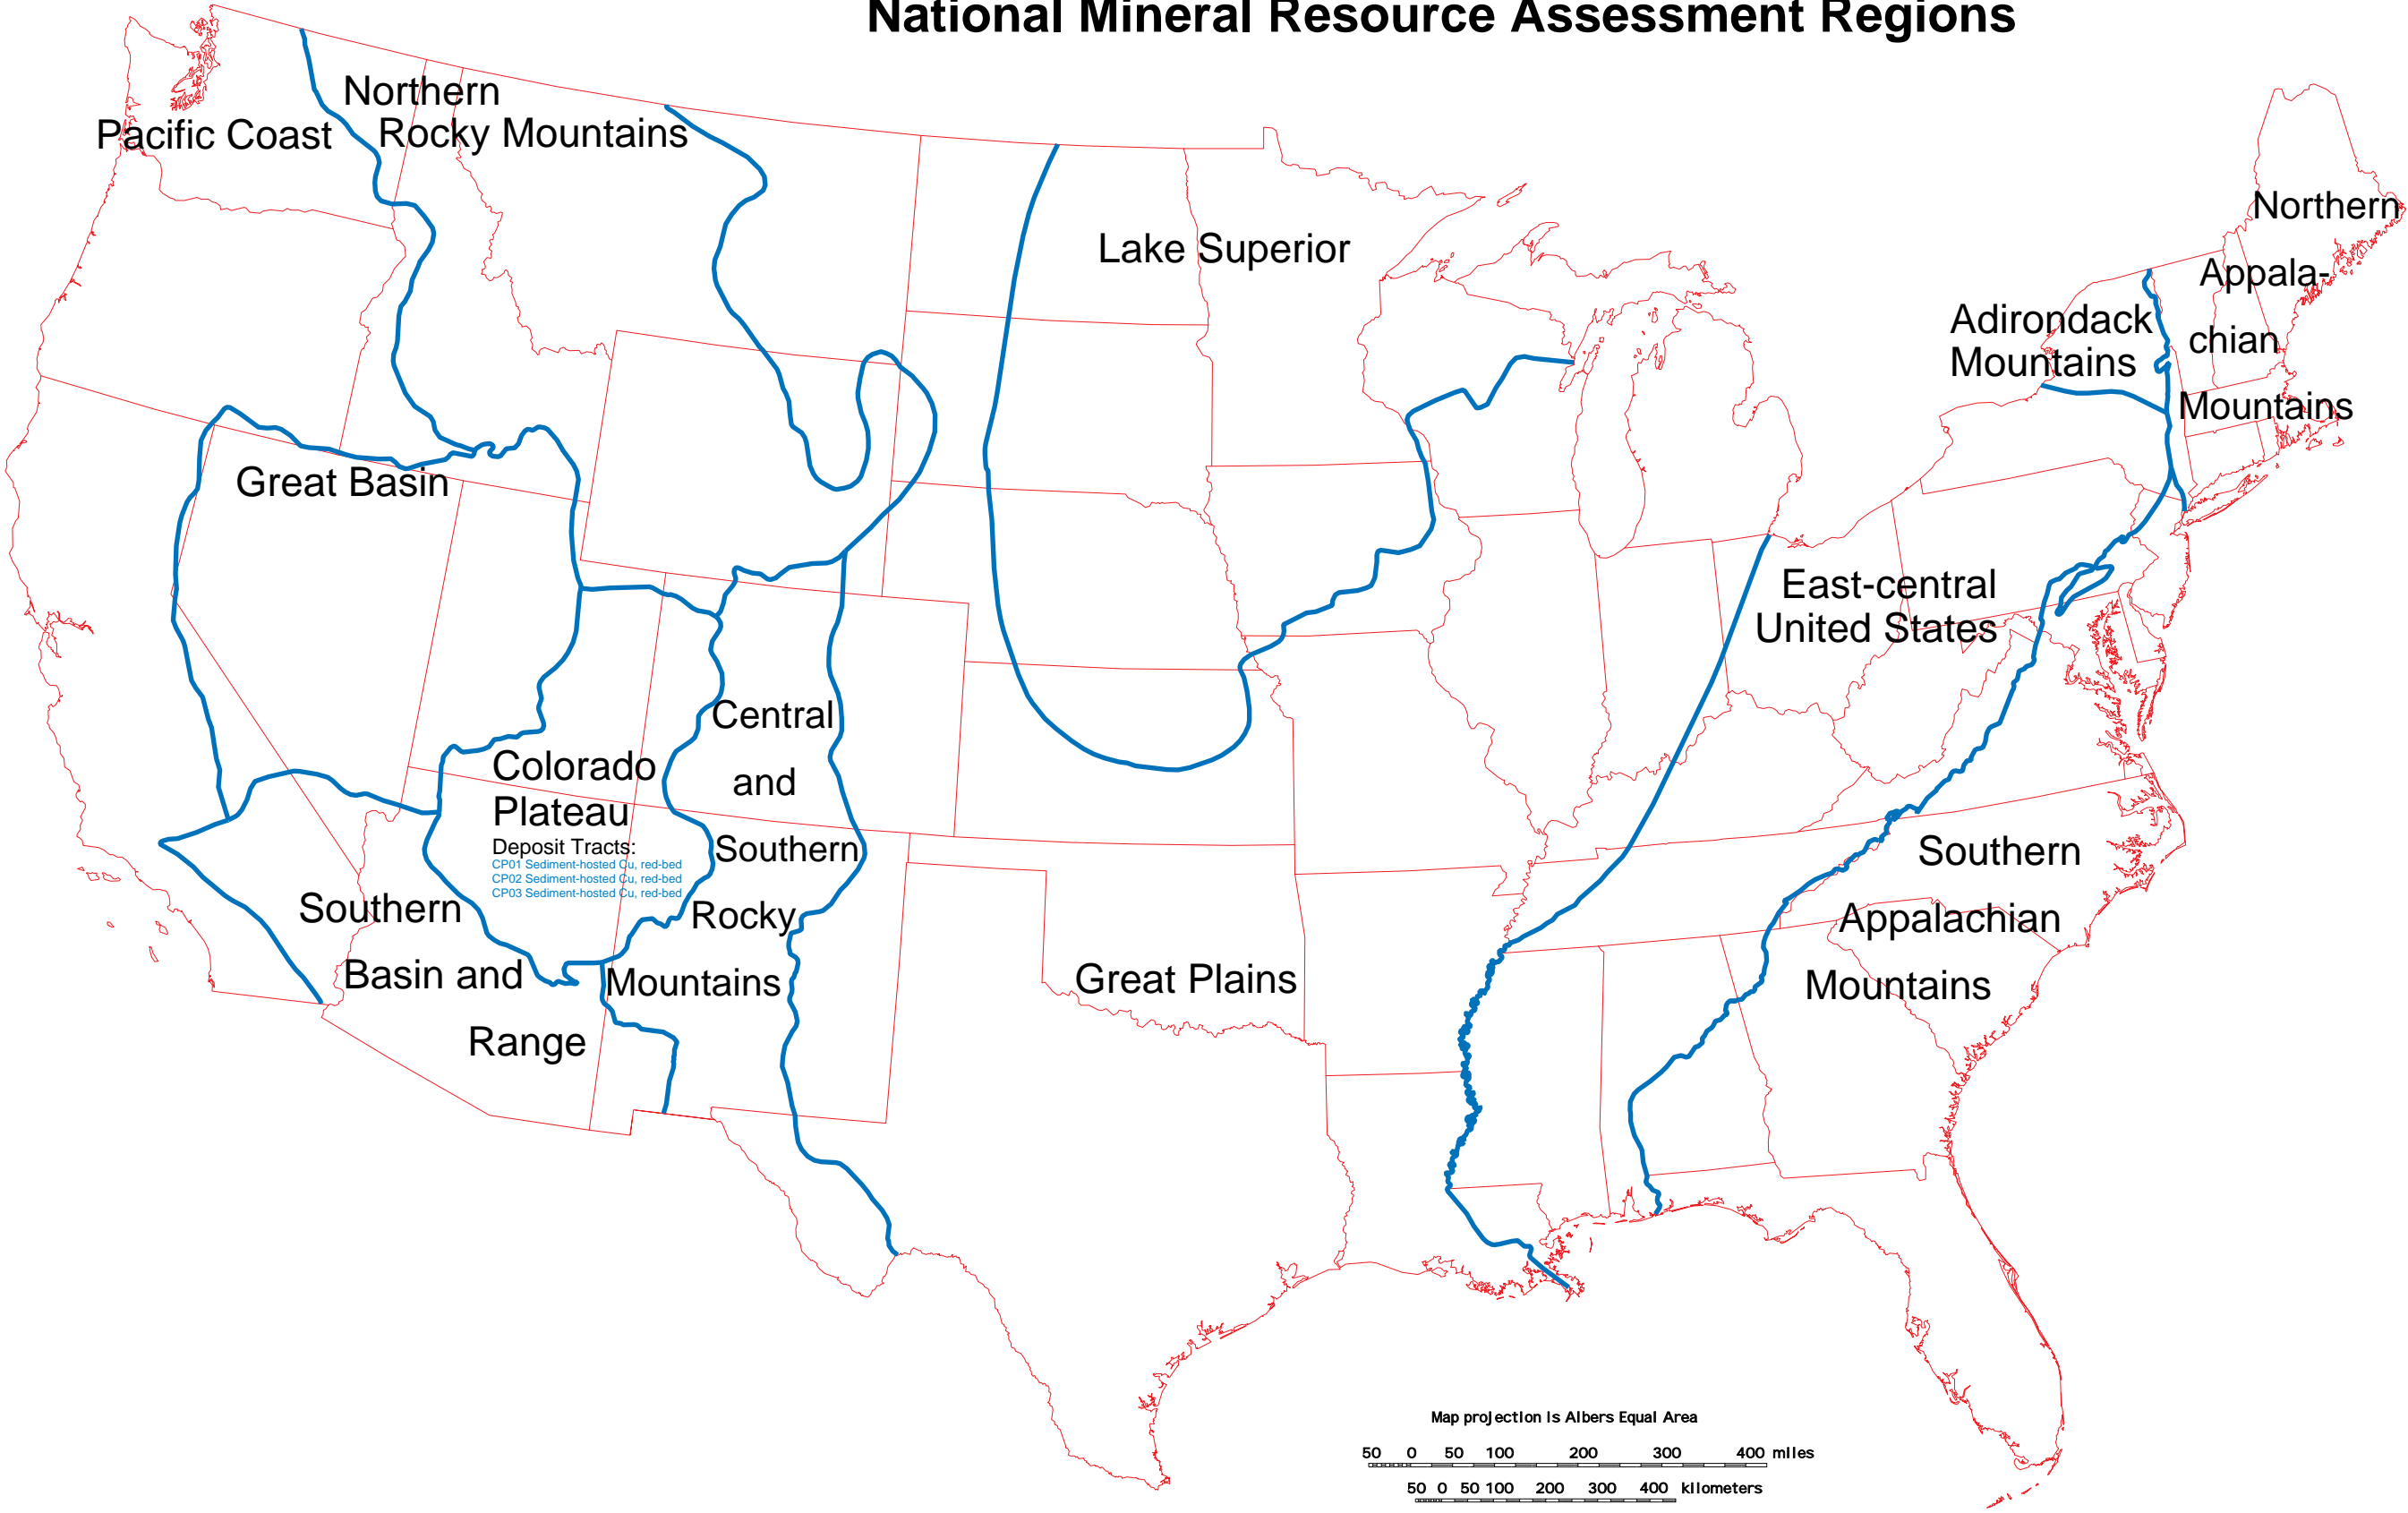 National Mineral Resource Assessment Regions
Northern
Rocky Mountains
Pacific Coast
Lake Superior
Northern
Appala-
chian
Mountains
Adirondack
Mountains
Great Basin
East-central
United States
Central
and
Southern
Rocky
Mountains
Colorado
Plateau
Deposit Tracts:
CP01 Sediment-hosted Cu, red-bed
CP02 Sediment-hosted Cu, red-bed
CP03 Sediment-hosted Cu, red-bed
Southern
Basin and
Range
Great Plains
Southern
Appalachian
Mountains
Map projection is Albers Equal Area
50 0 50 100 200 300 400 miles
50 0 50 100 200 300 400 kilometers